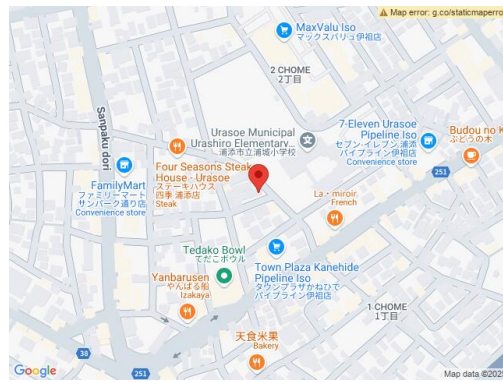 Map error: g.co/staticmaperror
MaxValu Iso
マックスバリュ伊祖店
2 CHOME
2丁目
Sanpaku dori
Urasoe Municipal
Urashiro Elementary...
浦添市立浦城小学校
7-Eleven Urasoe
Pipeline Iso
セブン-イレブン 浦添
パイプライン伊祖店
Convenience store
Budou no K
ぶどうの木
251
Four Seasons Steak
House - Urasoe
ステーキハウス
四季 浦添店
Steak
FamilyMart
ファミリーマート
サンパーク通り店
Convenience store
La・miroir
French
Tedako Bowl
てだこボウル
Town Plaza Kanehide
Pipeline Iso
タウンプラザかねひで
パイプライン伊祖店
Yanbarusen
やんばる船
Izakaya
1 CHOME
1丁目
天食米果
Bakery
38
251
Google
Map data ©2025